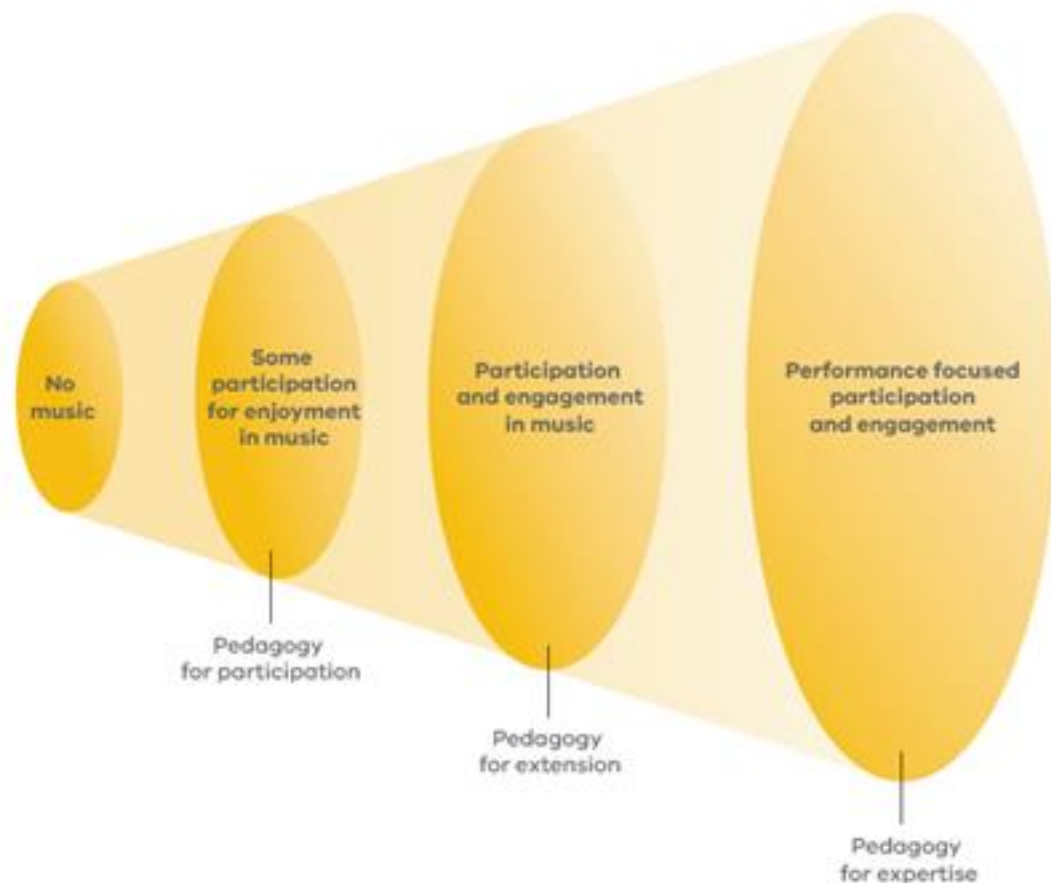 No
music
Some
participation
for enjoyment
in music
Participation
and engagement
in music
Performance focused
participation
and engagement
Pedagogy
for participation
Pedagogy
for extension
Pedagogy
for expertise